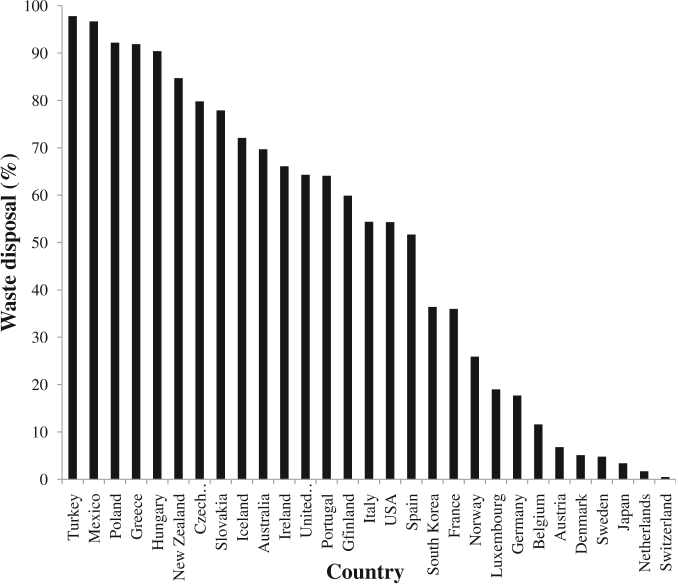 Waste disposal (%)
100
90
80
70
60
50
40
30
20
10
0
Turkey
Mexico
Poland
Greece
Hungary
New Zealand
Czech..
Slovakia
Iceland
Australia
Ireland
United..
Portugal
Gfinland
Italy
USA
Spain
South Korea
France
Norway
Luxembourg
Germany
Belgium
Austria
Denmark
Sweden
Japan
Netherlands
Switzerland
Country